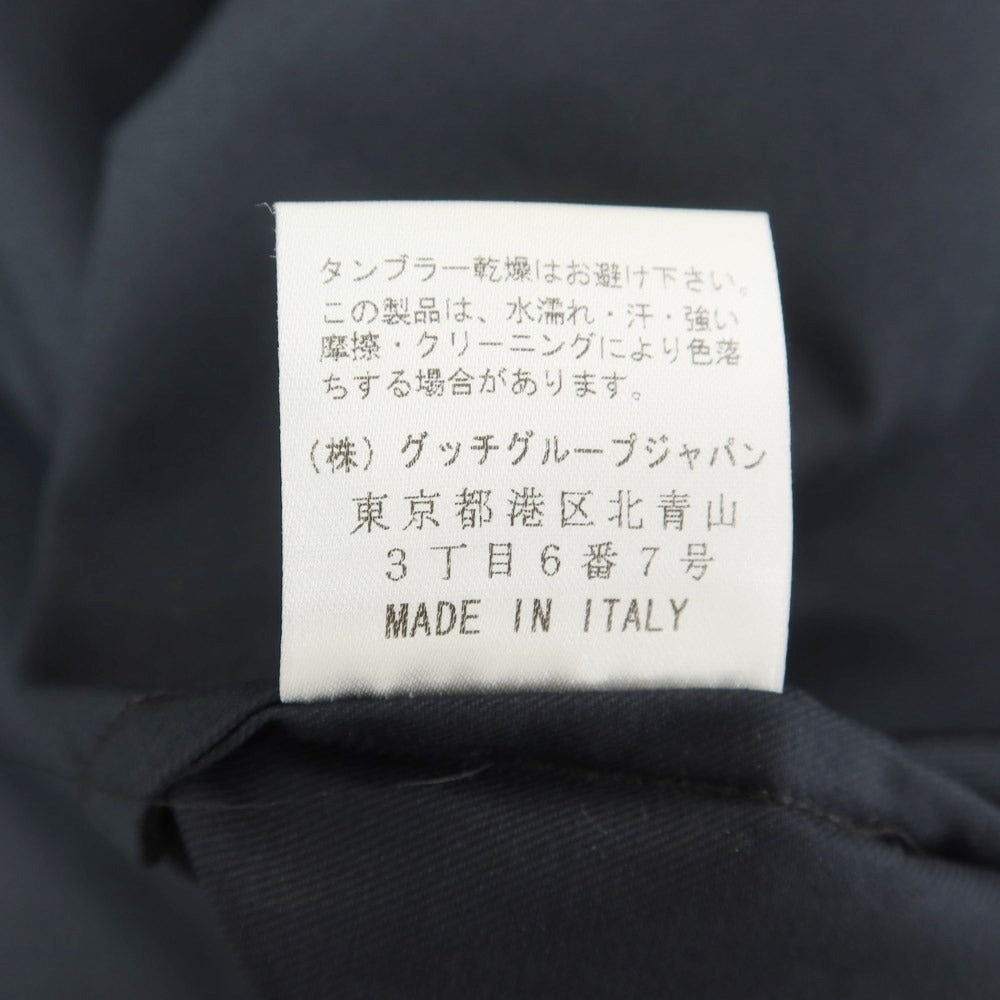 タンブラー乾燥はお避け下さい。
この製品は、水濡れ・汗・強い
摩擦・クリーニングにより色落
ちする場合があります。
(株)グッチグループジャパン
東京都港区北青山
3丁目6番7号
MADE IN ITALY